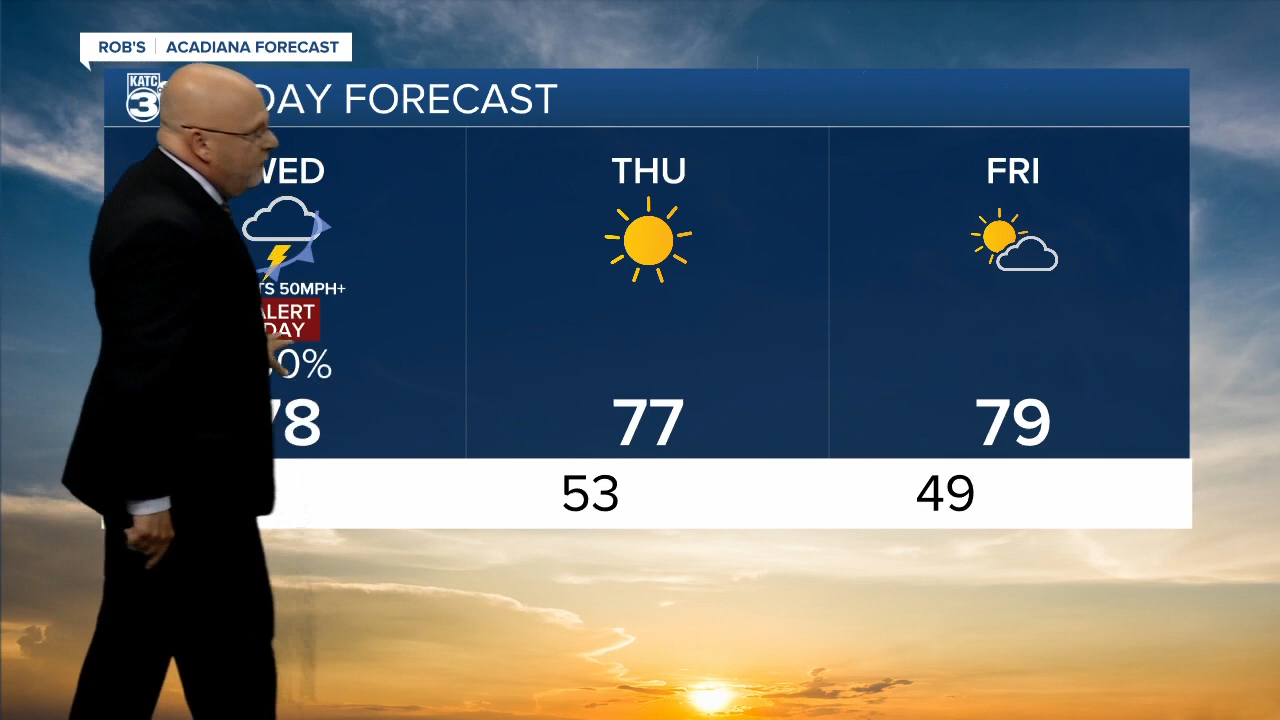 ROB'S ACADIANA FORECAST
KATC
3
DAY FORECAST
WED THU FRI
50MPH+
ALERT
DAY
0%
78 77 79
53 49